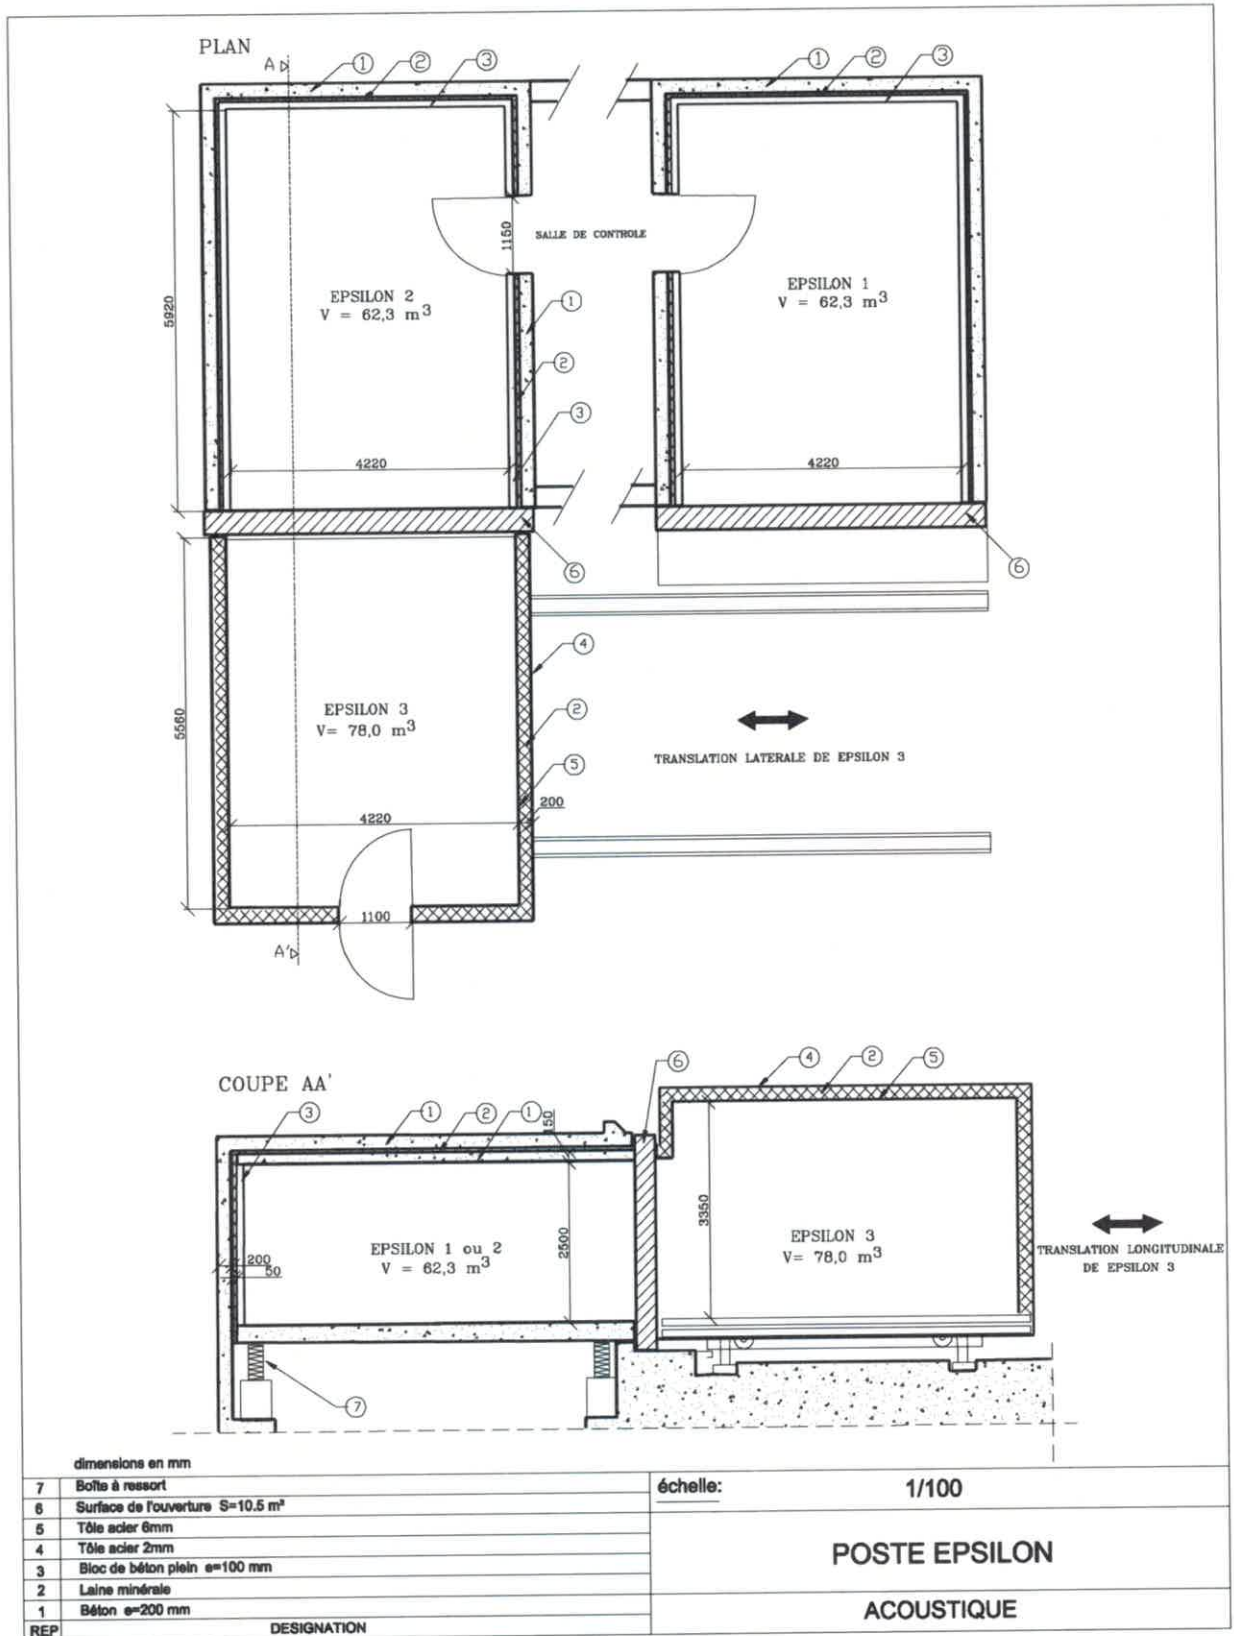 PLAN
A
1
2
3
1
2
3
5920
1150
SALLE DE CONTROLE
EPSILON 2
V = 62,3 m³
EPSILON 1
V = 62,3 m³
1
2
3
4220
4220
6
6
5560
4
EPSILON 3
V= 78,0 m³
2
5
TRANSLATION LATERALE DE EPSILON 3
200
4220
1100
A'
COUPE AA'
3
1
2
1
150
6
4
2
5
3350
2500
EPSILON 1 ou 2
V = 62,3 m³
200
50
EPSILON 3
V= 78,0 m³
TRANSLATION LONGITUDINALE
DE EPSILON 3
7
dimensions en mm
7 Boîte à ressort
6 Surface de l'ouverture S=10.5 m²
5 Tôle acier 6mm
4 Tôle acier 2mm
3 Bloc de béton plein e=100 mm
2 Laine minérale
1 Béton e=200 mm
REP DESIGNATION
échelle: 1/100
POSTE EPSILON
ACOUSTIQUE